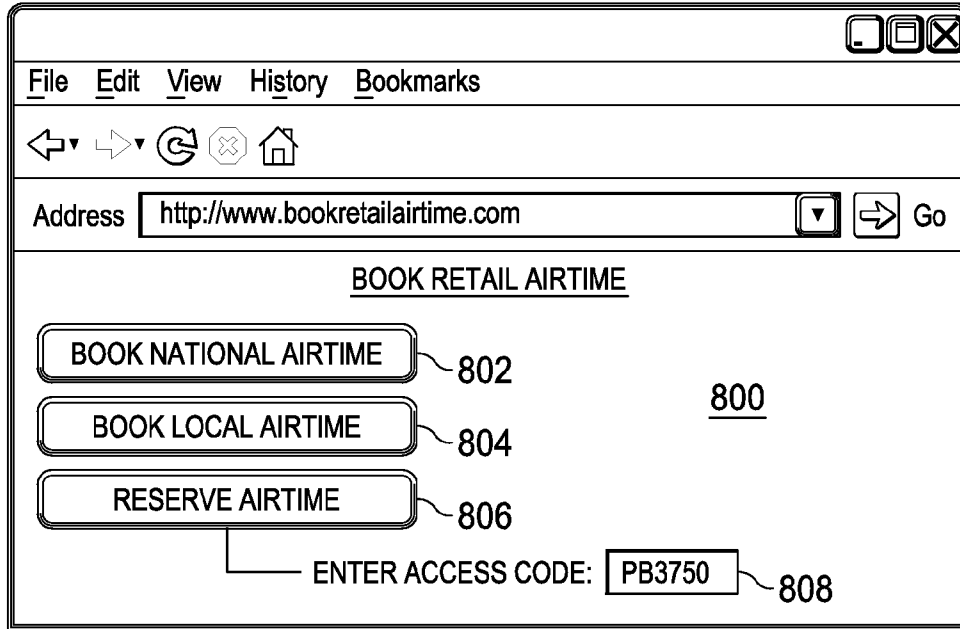 File Edit View History Bookmarks
Address http://www.bookretailairtime.com Go
BOOK RETAIL AIRTIME
BOOK NATIONAL AIRTIME 802
800
BOOK LOCAL AIRTIME 804
RESERVE AIRTIME 806
ENTER ACCESS CODE: PB3750 808